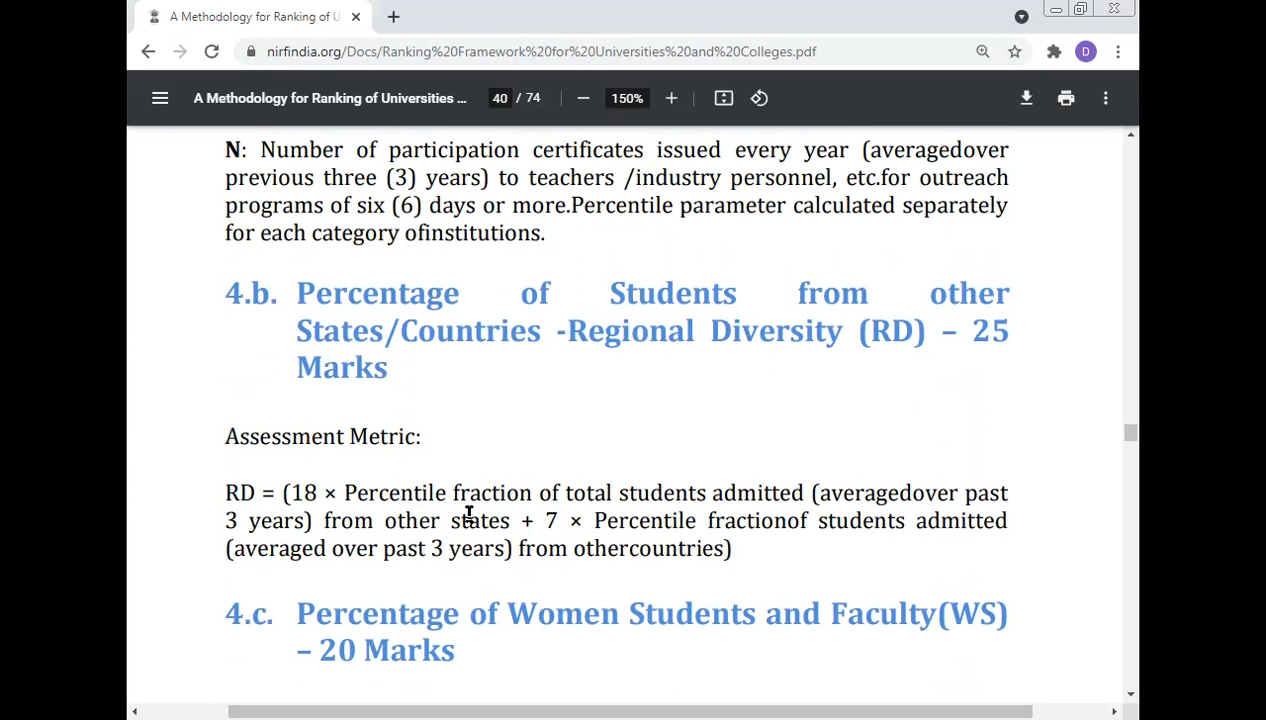 A Methodology for Ranking of U
nirfindia.org/Docs/Ranking%20Framework%20for%20Universities%20and%20Colleges.pdf
D
A Methodology for Ranking of Universities ...
40 / 74
150%
N: Number of participation certificates issued every year (averagedover
previous three (3) years) to teachers /industry personnel, etc.for outreach
programs of six (6) days or more.Percentile parameter calculated separately
for each category ofinstitutions.
4.b. Percentage of Students from other
States/Countries -Regional Diversity (RD) – 25
Marks
Assessment Metric:
RD = (18 × Percentile fraction of total students admitted (averagedover past
3 years) from other states + 7 × Percentile fractionof students admitted
(averaged over past 3 years) from othercountries)
4.c. Percentage of Women Students and Faculty(WS)
– 20 Marks